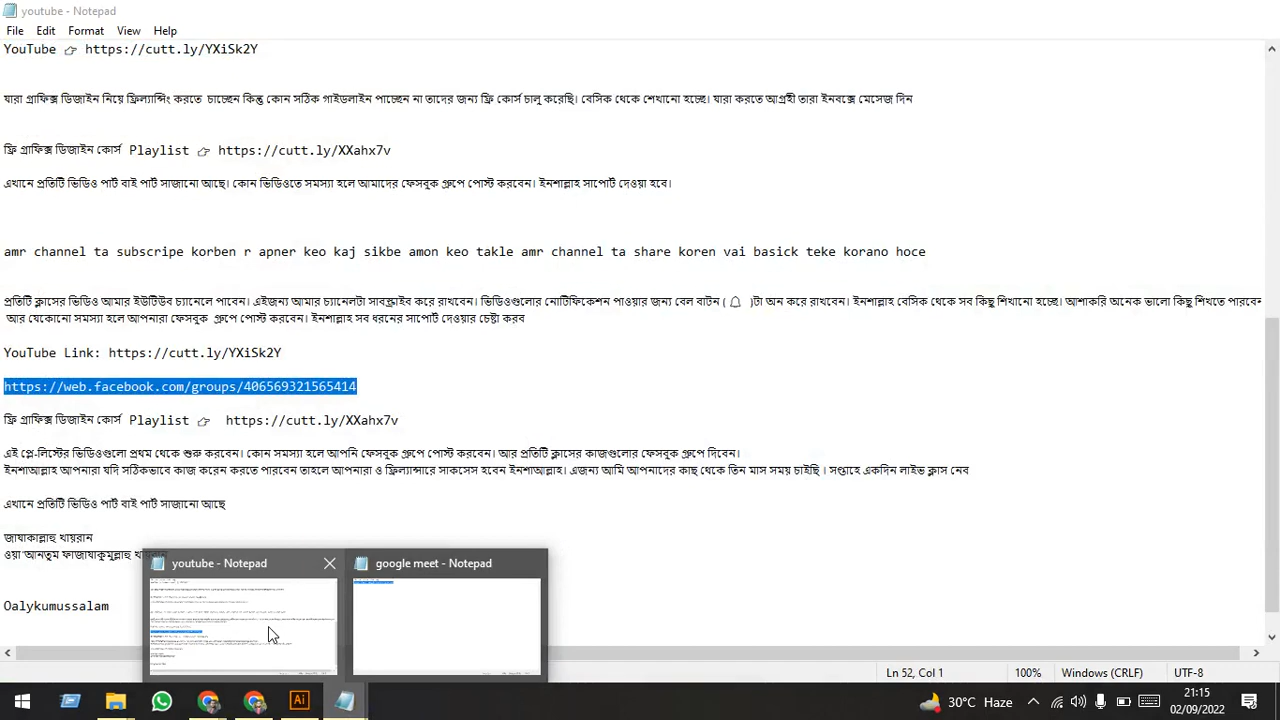 youtube - Notepad
File Edit Format View Help
YouTube 👉 https://cutt.ly/YXiSk2Y
যারা গ্রাফিক্স ডিজাইন নিয়ে ফ্রিল্যান্সিং করতে চাচ্ছেন কিন্তু কোন সঠিক গাইডলাইন পাচ্ছেন না তাদের জন্য ফ্রি কোর্স চালু করেছি। বেসিক থেকে শেখানো হচ্ছে। যারা করতে আগ্রহী তারা ইনবক্সে মেসেজ দিন
ফ্রি গ্রাফিক্স ডিজাইন কোর্স Playlist 👉 https://cutt.ly/XXahx7v
এখানে প্রতিটি ভিডিও পার্ট বাই পার্ট সাজানো আছে। কোন ভিডিওতে সমস্যা হলে আমাদের ফেসবুক গ্রুপে পোস্ট করবেন। ইনশাল্লাহ সাপোর্ট দেওয়া হবে।
amr channel ta subscripe korben r apner keo kaj sikbe amon keo takle amr channel ta share koren vai basick teke korano hoce
প্রতিটি ক্লাসের ভিডিও আমার ইউটিউব চ্যানেলে পাবেন। এইজন্য আমার চ্যানেলটা সাবস্ক্রাইব করে রাখবেন। ভিডিওগুলোর নোটিফিকেশন পাওয়ার জন্য বেল বাটন ( 🔔 )টা অন করে রাখবেন। ইনশাল্লাহ বেসিক থেকে সব কিছু শিখানো হচ্ছে। আশাকরি অনেক ভালো কিছু শিখতে পারবেন
আর যেকোনো সমস্যা হলে আপনারা ফেসবুক গ্রুপে পোস্ট করবেন। ইনশাল্লাহ সব ধরনের সাপোর্ট দেওয়ার চেষ্টা করব
YouTube Link: https://cutt.ly/YXiSk2Y
https://web.facebook.com/groups/406569321565414
ফ্রি গ্রাফিক্স ডিজাইন কোর্স Playlist 👉 https://cutt.ly/XXahx7v
এই প্লে-লিস্টের ভিডিওগুলো প্রথম থেকে শুরু করবেন। কোন সমস্যা হলে আপনি ফেসবুক গ্রুপে পোস্ট করবেন। আর প্রতিটি ক্লাসের কাজগুলোর ফেসবুক গ্রুপে দিবেন।
ইনশাআল্লাহ আপনারা যদি সঠিকভাবে কাজ করেন করতে পারবেন তাহলে আপনারা ও ফ্রিল্যান্সারে সাকসেস হবেন ইনশাআল্লাহ। এজন্য আমি আপনাদের কাছ থেকে তিন মাস সময় চাইছি । সপ্তাহে একদিন লাইভ ক্লাস নেব
এখানে প্রতিটি ভিডিও পার্ট বাই পার্ট সাজানো আছে
জাযাকাল্লাহু খায়রান
ওয়া আনতুম ফাজাযাকুমুল্লাহু খায়রান
youtube - Notepad
google meet - Notepad
Oalykumussalam
Ln 52, Col 1
00%
Windows (CRLF)
UTF-8
Ai
30°C Haze
21:15
02/09/2022